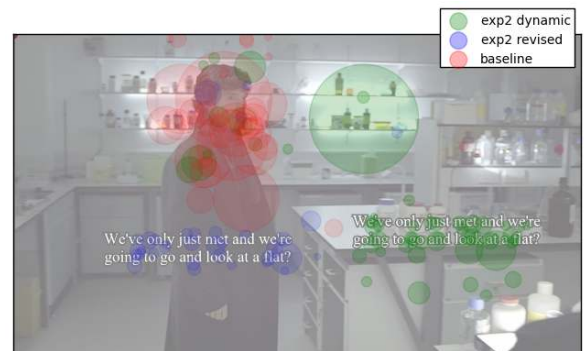 exp2 dynamic
exp2 revised
baseline
We've only just met and we're
going to go and look at a flat?
We've only just met and we're
going to go and look at a flat?